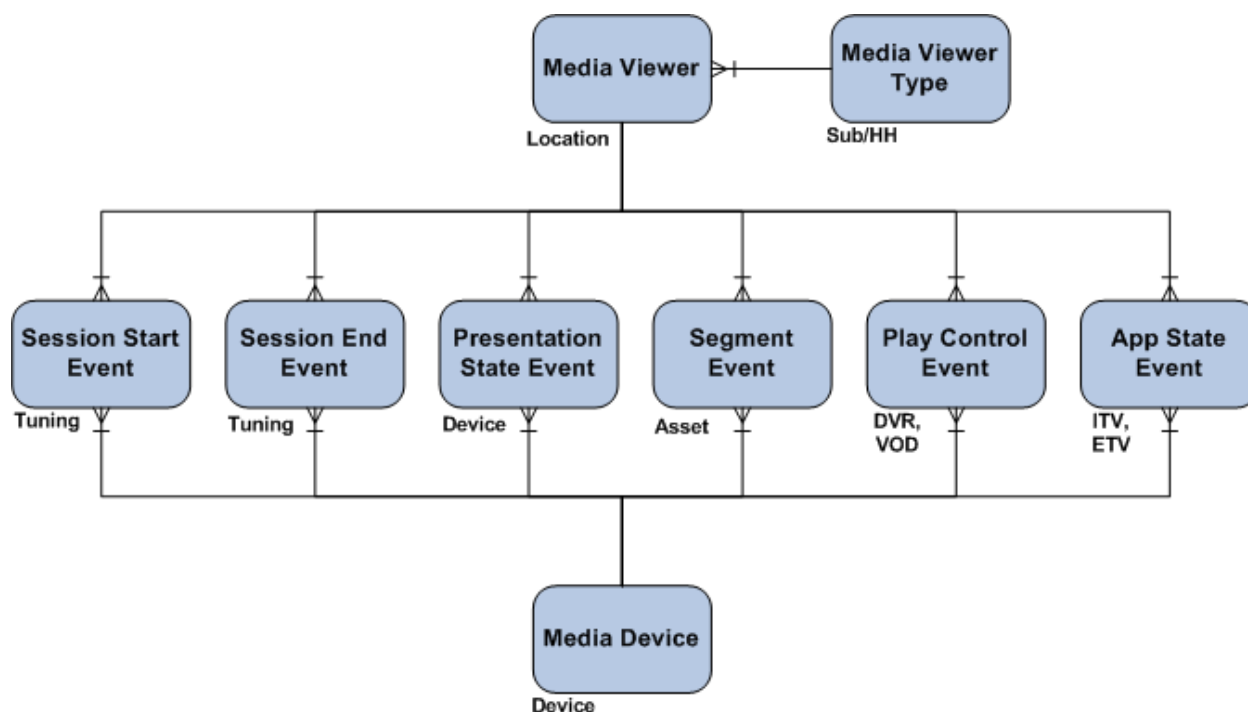 Media Viewer
Media Viewer
Type
Location
Sub/HH
Session Start
Event
Session End
Event
Presentation
State Event
Segment
Event
Play Control
Event
App State
Event
Tuning
Tuning
Device
Asset
DVR,
VOD
ITV,
ETV
Media Device
Device